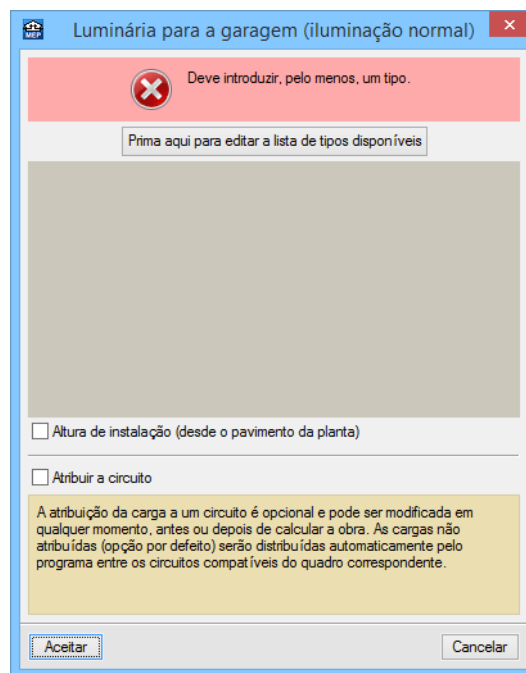 MEP
Luminária para a garagem (iluminação normal)
Deve introduzir, pelo menos, um tipo.
Prima aqui para editar a lista de tipos disponíveis
Altura de instalação (desde o pavimento da planta)
Atribuir a circuito
A atribuição da carga a um circuito é opcional e pode ser modificada em
qualquer momento, antes ou depois de calcular a obra. As cargas não
atribuídas (opção por defeito) serão distribuídas automaticamente pelo
programa entre os circuitos compatíveis do quadro correspondente.
Aceitar
Cancelar